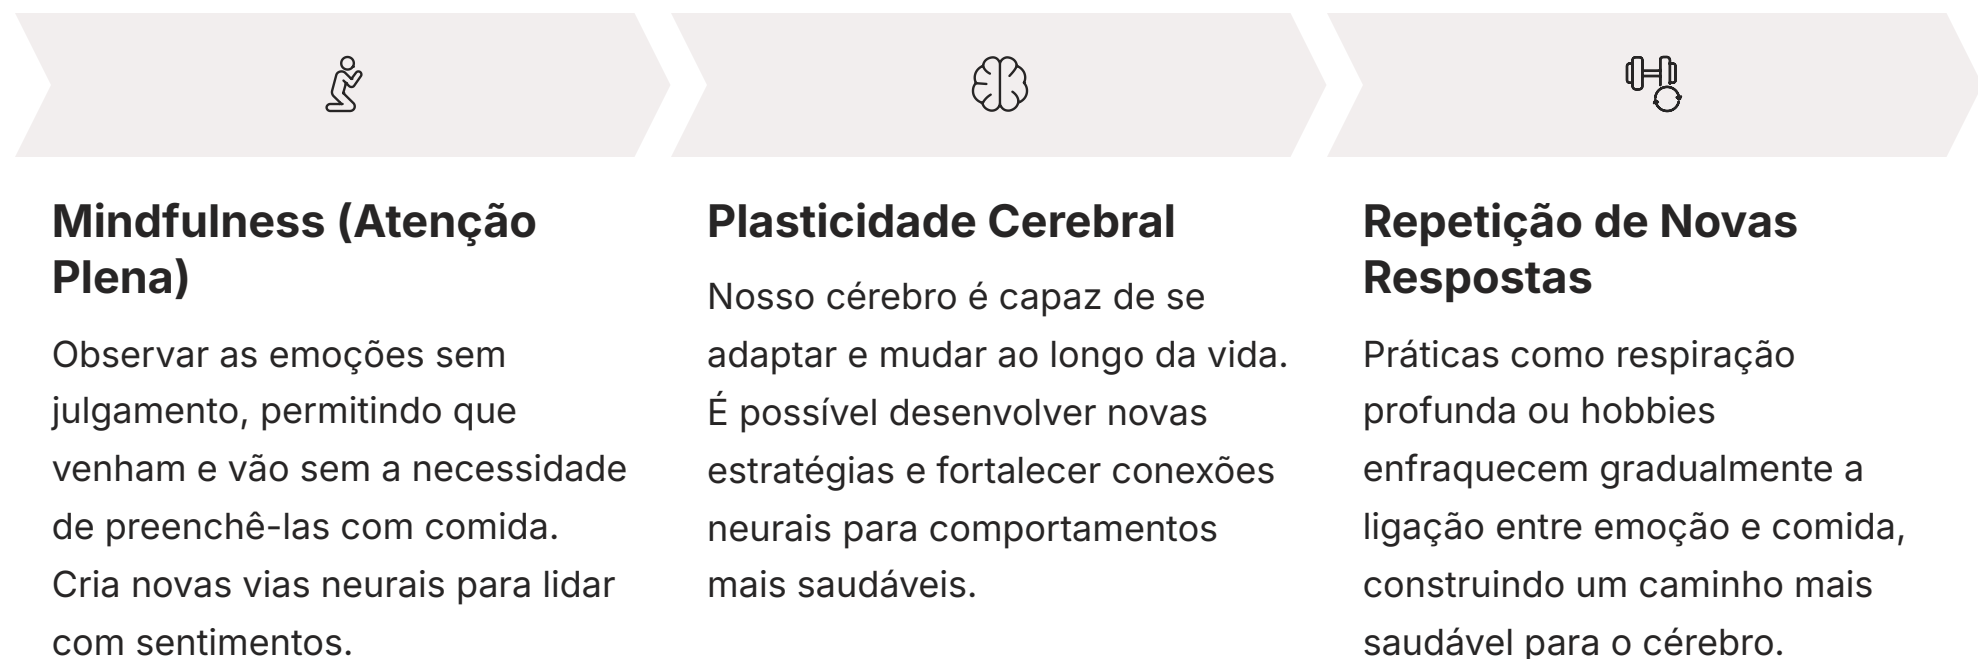 Mindfulness (Atenção
Plena)
Observar as emoções sem
julgamento, permitindo que
venham e vão sem a necessidade
de preenchê-las com comida.
Cria novas vias neurais para lidar
com sentimentos.
Plasticidade Cerebral
Nosso cérebro é capaz de se
adaptar e mudar ao longo da vida.
É possível desenvolver novas
estratégias e fortalecer conexões
neurais para comportamentos
mais saudáveis.
Repetição de Novas
Respostas
Práticas como respiração
profunda ou hobbies
enfraquecem gradualmente a
ligação entre emoção e comida,
construindo um caminho mais
saudável para o cérebro.